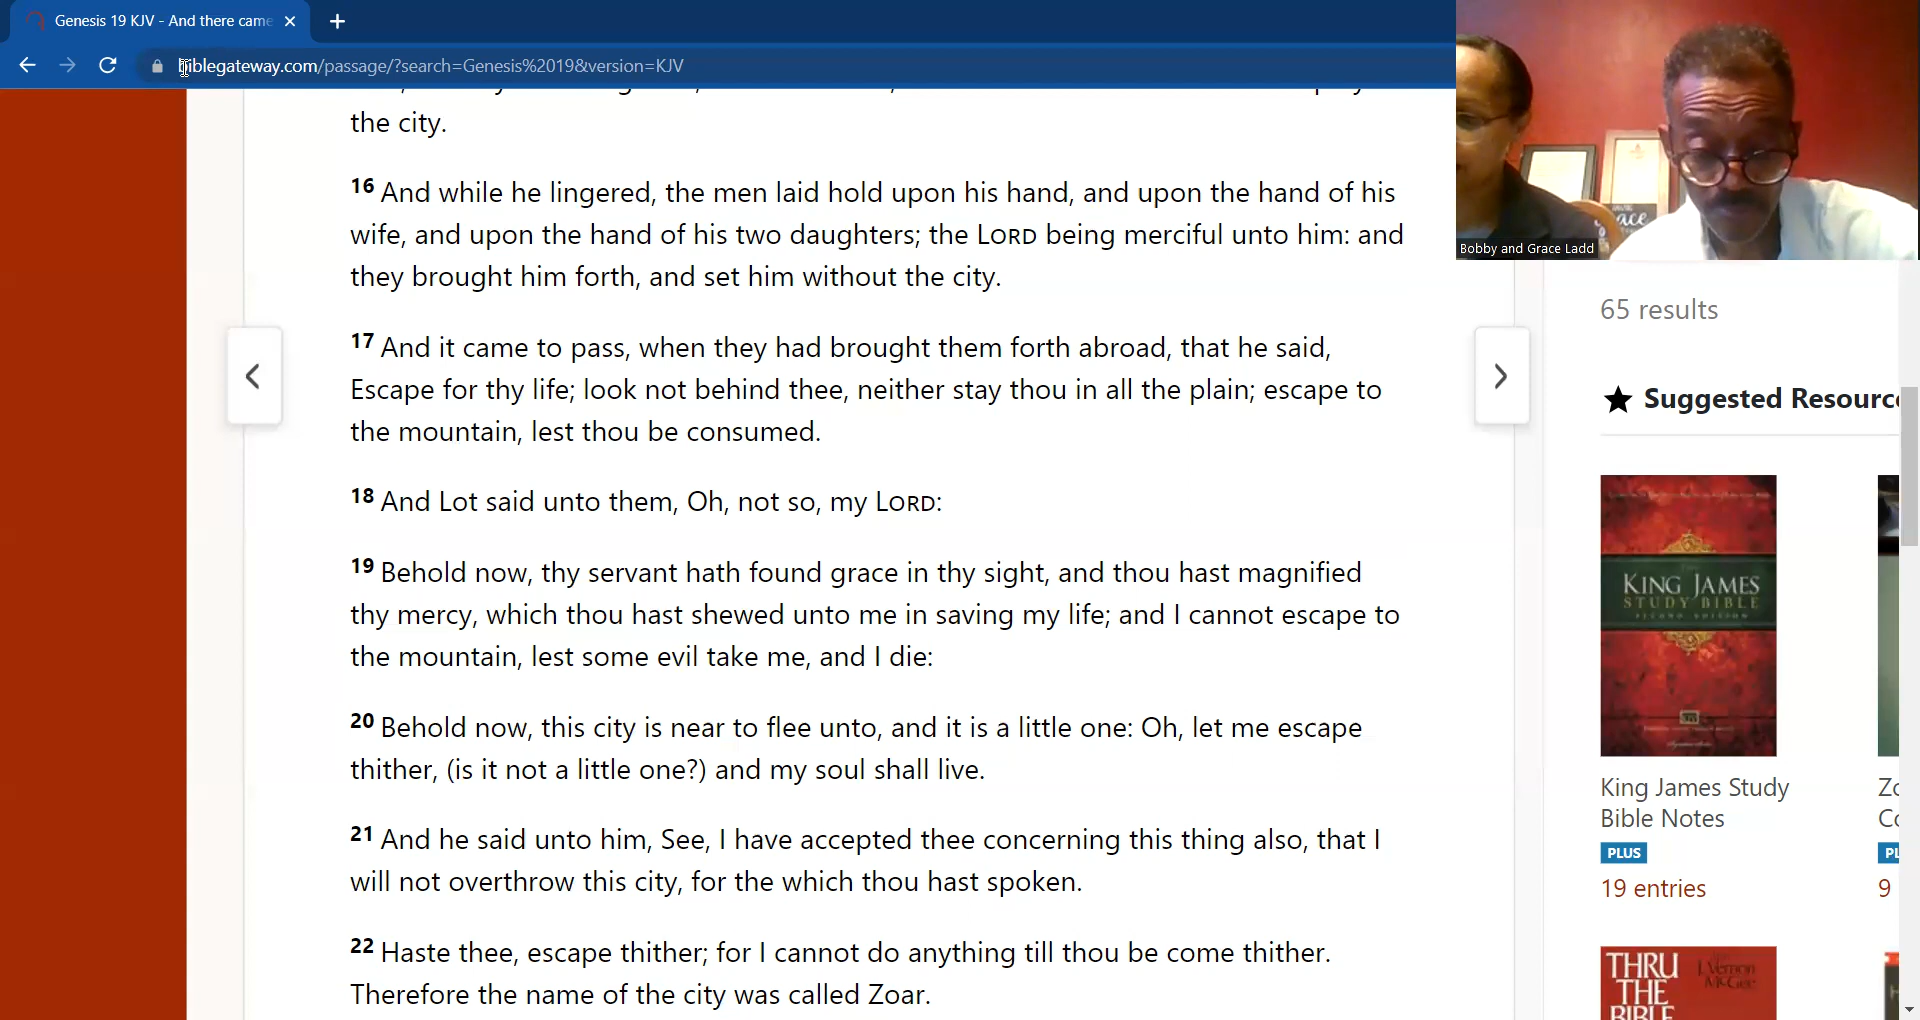 Genesis 19 KJV - And there came
biblegateway.com/passage/?search=Genesis%2019&version=KJV
the city.
16 And while he lingered, the men laid hold upon his hand, and upon the hand of his
wife, and upon the hand of his two daughters; the LORD being merciful unto him: and
they brought him forth, and set him without the city.
17 And it came to pass, when they had brought them forth abroad, that he said,
Escape for thy life; look not behind thee, neither stay thou in all the plain; escape to
the mountain, lest thou be consumed.
18 And Lot said unto them, Oh, not so, my LORD:
19 Behold now, thy servant hath found grace in thy sight, and thou hast magnified
thy mercy, which thou hast shewed unto me in saving my life; and I cannot escape to
the mountain, lest some evil take me, and I die:
20 Behold now, this city is near to flee unto, and it is a little one: Oh, let me escape
thither, (is it not a little one?) and my soul shall live.
21 And he said unto him, See, I have accepted thee concerning this thing also, that I
will not overthrow this city, for the which thou hast spoken.
22 Haste thee, escape thither; for I cannot do anything till thou be come thither.
Therefore the name of the city was called Zoar.
Bobby and Grace Ladd
65 results
Suggested Resourc
KING JAMES
STUDY BIBLE
SECOND EDITION
King James Study
Bible Notes
PLUS
19 entries
Zo
Co
PL
9
THRU
THE
BIBLE
J. Vernon
McGee